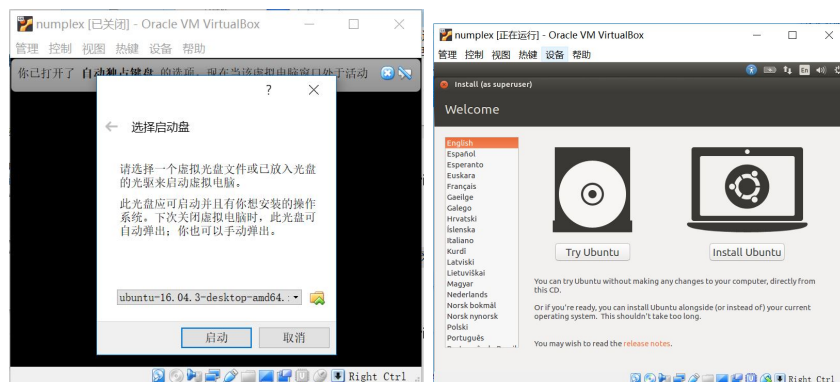 numplex [已关闭] - Oracle VM VirtualBox
管理 控制 视图 热键 设备 帮助
你已打开了 自动独占键盘 的选项。现在当该虚拟电脑窗口处于活动
?
选择启动盘
请选择一个虚拟光盘文件或已放入光盘
的光驱来启动虚拟电脑。
此光盘应可启动并且有你想安装的操作
系统。下次关闭虚拟电脑时，此光盘可
自动弹出；你也可以手动弹出。
ubuntu-16.04.3-desktop-amd64.
启动 取消
Right Ctrl
numplex [正在运行] - Oracle VM VirtualBox
管理 控制 视图 热键 设备 帮助
En
Install (as superuser)
Welcome
English
Español
Esperanto
Euskara
Français
Gaeilge
Galego
Hrvatski
Íslenska
Italiano
Kurdî
Latviski
Lietuviškai
Magyar
Nederlands
Norsk bokmål
Norsk nynorsk
Polski
Português
Try Ubuntu
Install Ubuntu
You can try Ubuntu without making any changes to your computer, directly from
this CD.
Or if you're ready, you can install Ubuntu alongside (or instead of) your current
operating system. This shouldn't take too long.
You may wish to read the release notes.
Right Ctrl